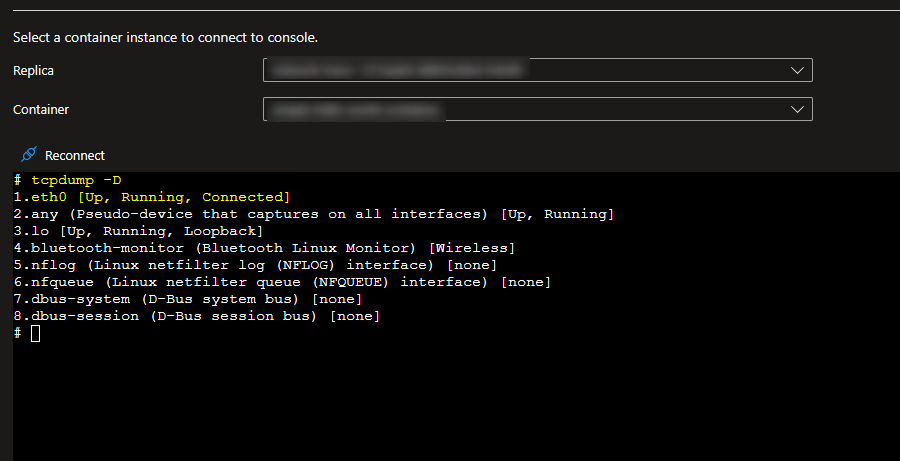 Select a container instance to connect to console.
Replica
Container
Reconnect
# tcpdump -D
1.eth0 [Up, Running, Connected]
2.any (Pseudo-device that captures on all interfaces) [Up, Running]
3.lo [Up, Running, Loopback]
4.bluetooth-monitor (Bluetooth Linux Monitor) [Wireless]
5.nflog (Linux netfilter log (NFLOG) interface) [none]
6.nfqueue (Linux netfilter queue (NFQUEUE) interface) [none]
7.dbus-system (D-Bus system bus) [none]
8.dbus-session (D-Bus session bus) [none]
#